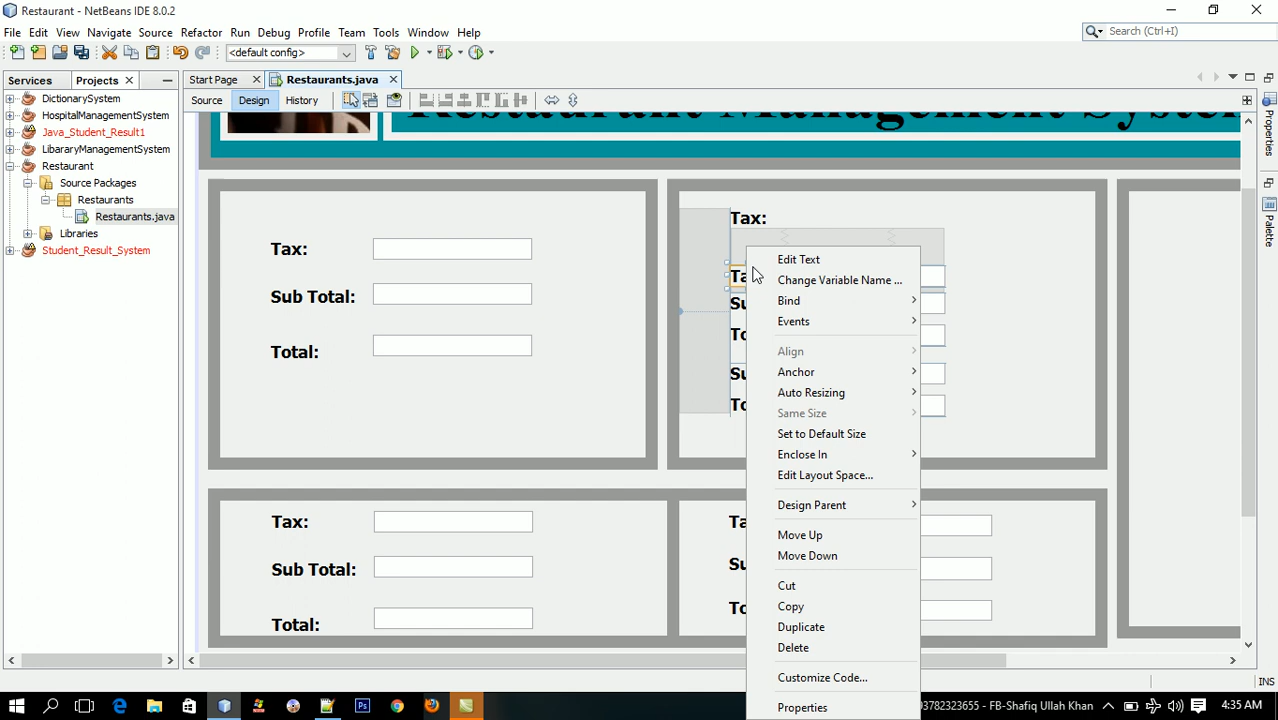 Restaurant - NetBeans IDE 8.0.2
File Edit View Navigate Source Refactor Run Debug Profile Team Tools Window Help
Search (Ctrl+I)
<default config>
Services Projects
Start Page Restaurants.java
Source Design History
DictionarySystem
HospitalManagementSystem
Java_Student_Result1
LibararyManagementSystem
Restaurant
Source Packages
Restaurants
Restaurants.java
Libraries
Student_Result_System
Restaurant Management System
Properties
Palette
Tax:
Sub Total:
Total:
Tax:
Edit Text
Change Variable Name ...
Bind
Events
Align
Anchor
Auto Resizing
Same Size
Set to Default Size
Enclose In
Edit Layout Space...
Design Parent
Move Up
Move Down
Cut
Copy
Duplicate
Delete
Customize Code...
Properties
Tax:
Sub Total:
Total:
INS
03782323655 - FB-Shafiq Ullah Khan
4:35 AM